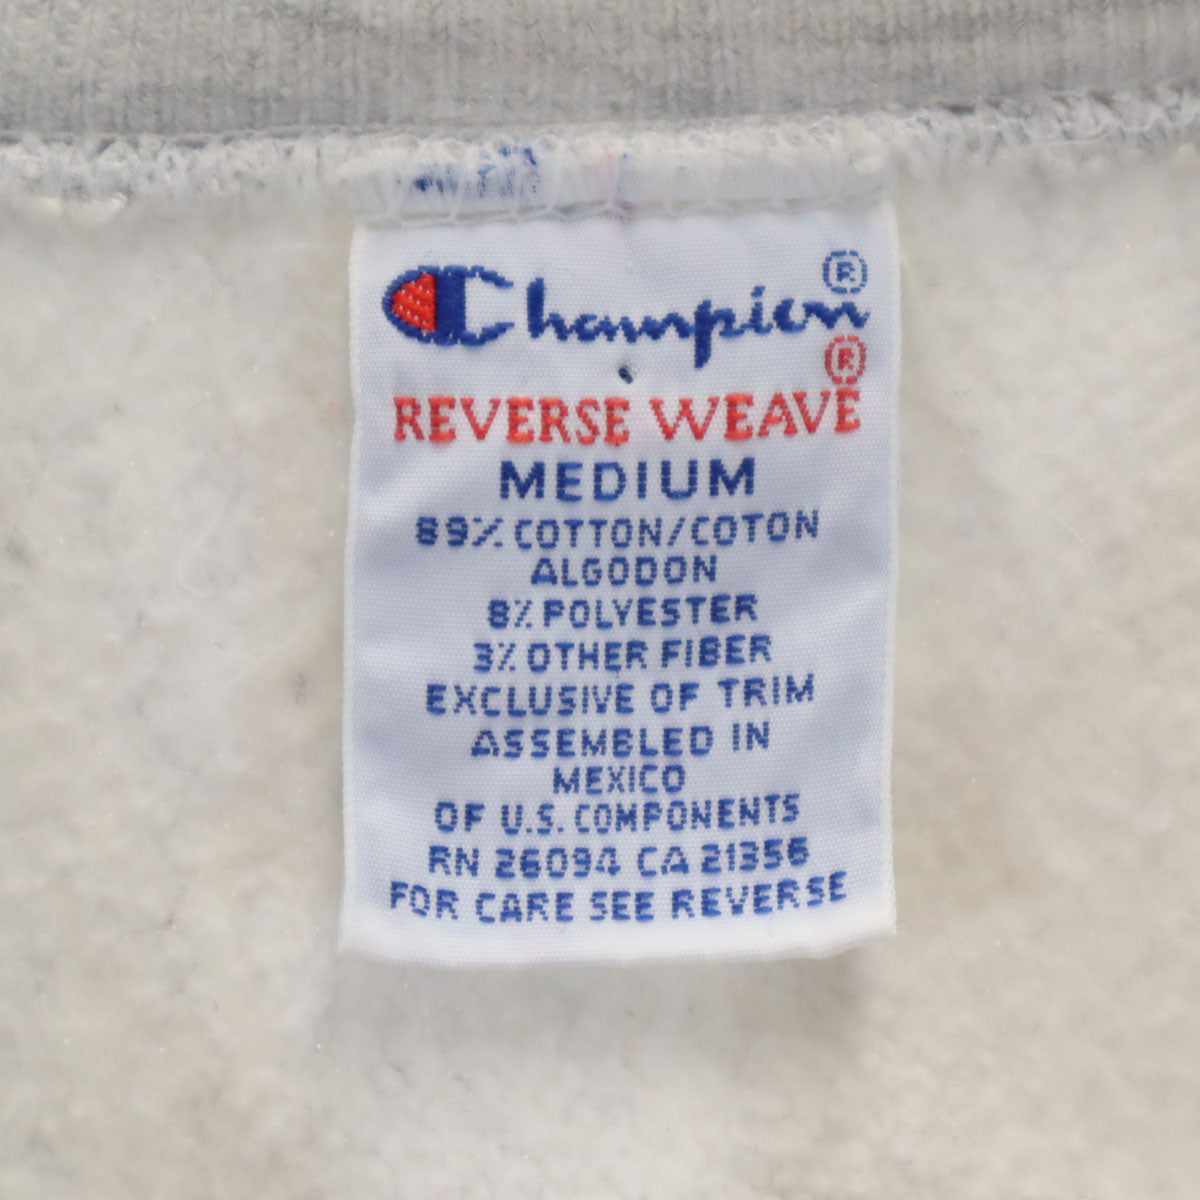 Champion®
REVERSE WEAVE®
MEDIUM
89% COTTON/COTON
ALGODON
8% POLYESTER
3% OTHER FIBER
EXCLUSIVE OF TRIM
ASSEMBLED IN
MEXICO
OF U.S. COMPONENTS
RN 26094 CA 21356
FOR CARE SEE REVERSE